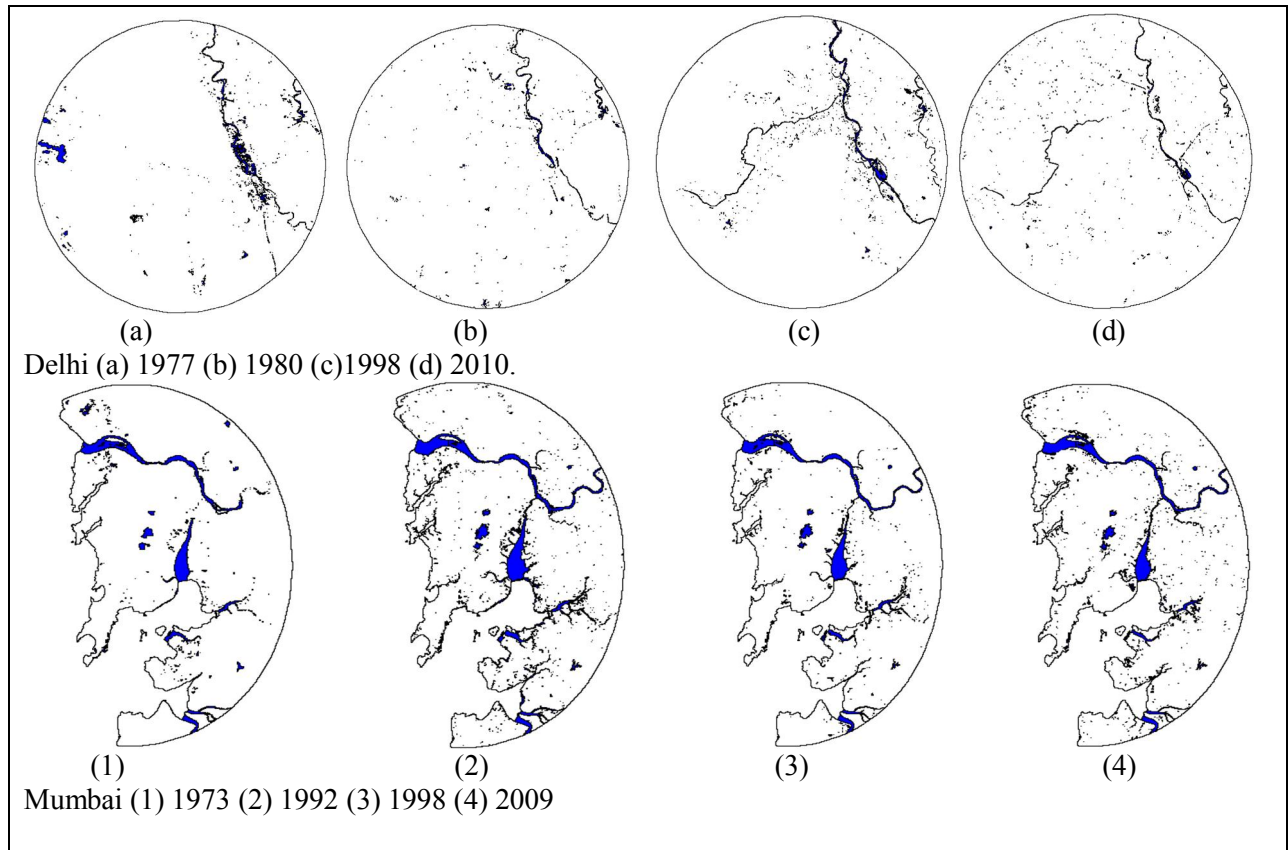 (a) (b) (c) (d)
Delhi (a) 1977 (b) 1980 (c)1998 (d) 2010.
(1) (2) (3) (4)
Mumbai (1) 1973 (2) 1992 (3) 1998 (4) 2009